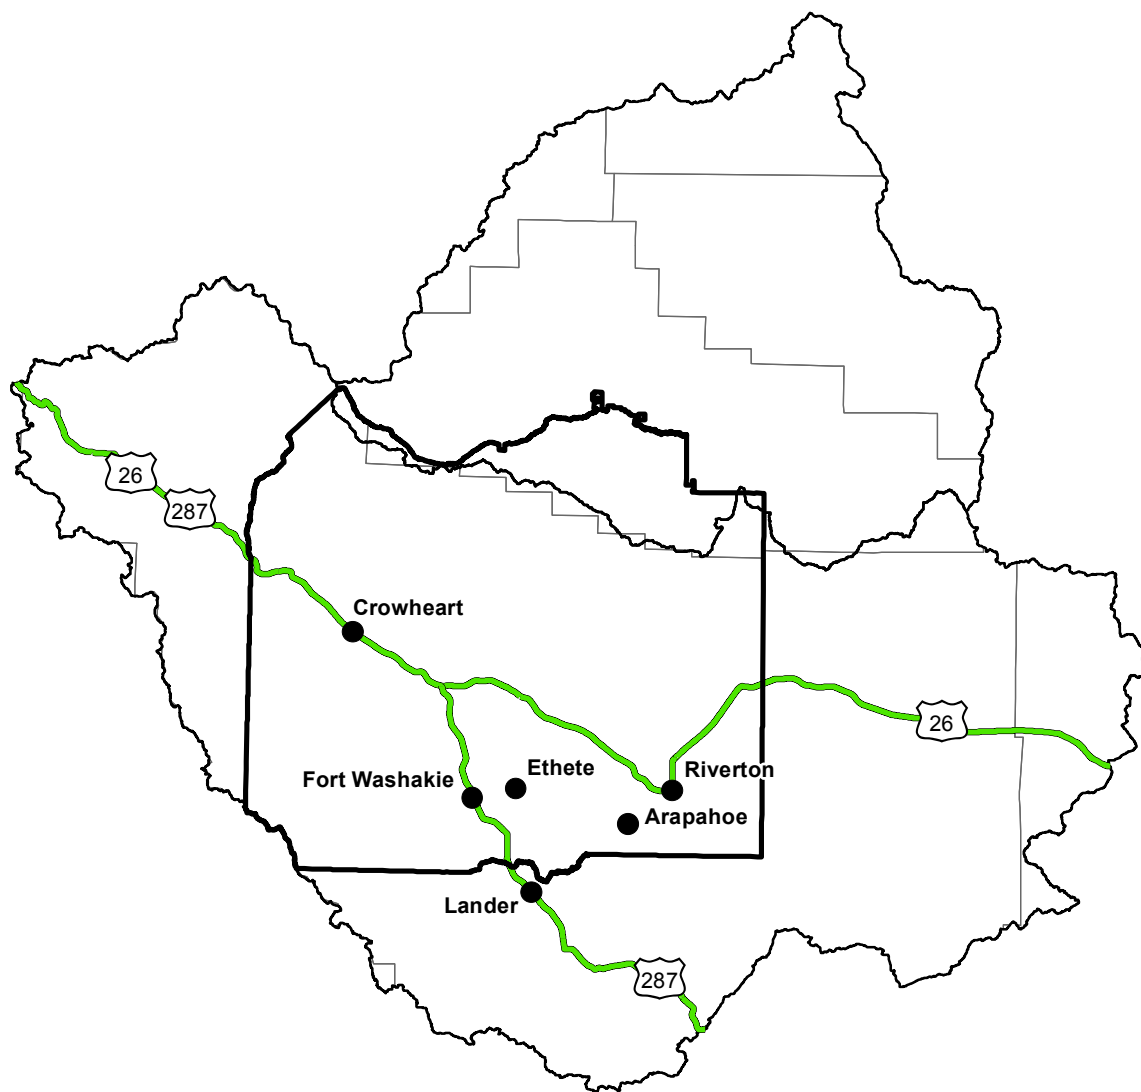 26
287
Crowheart
26
Ethete
Riverton
Fort Washakie
Arapahoe
Lander
287